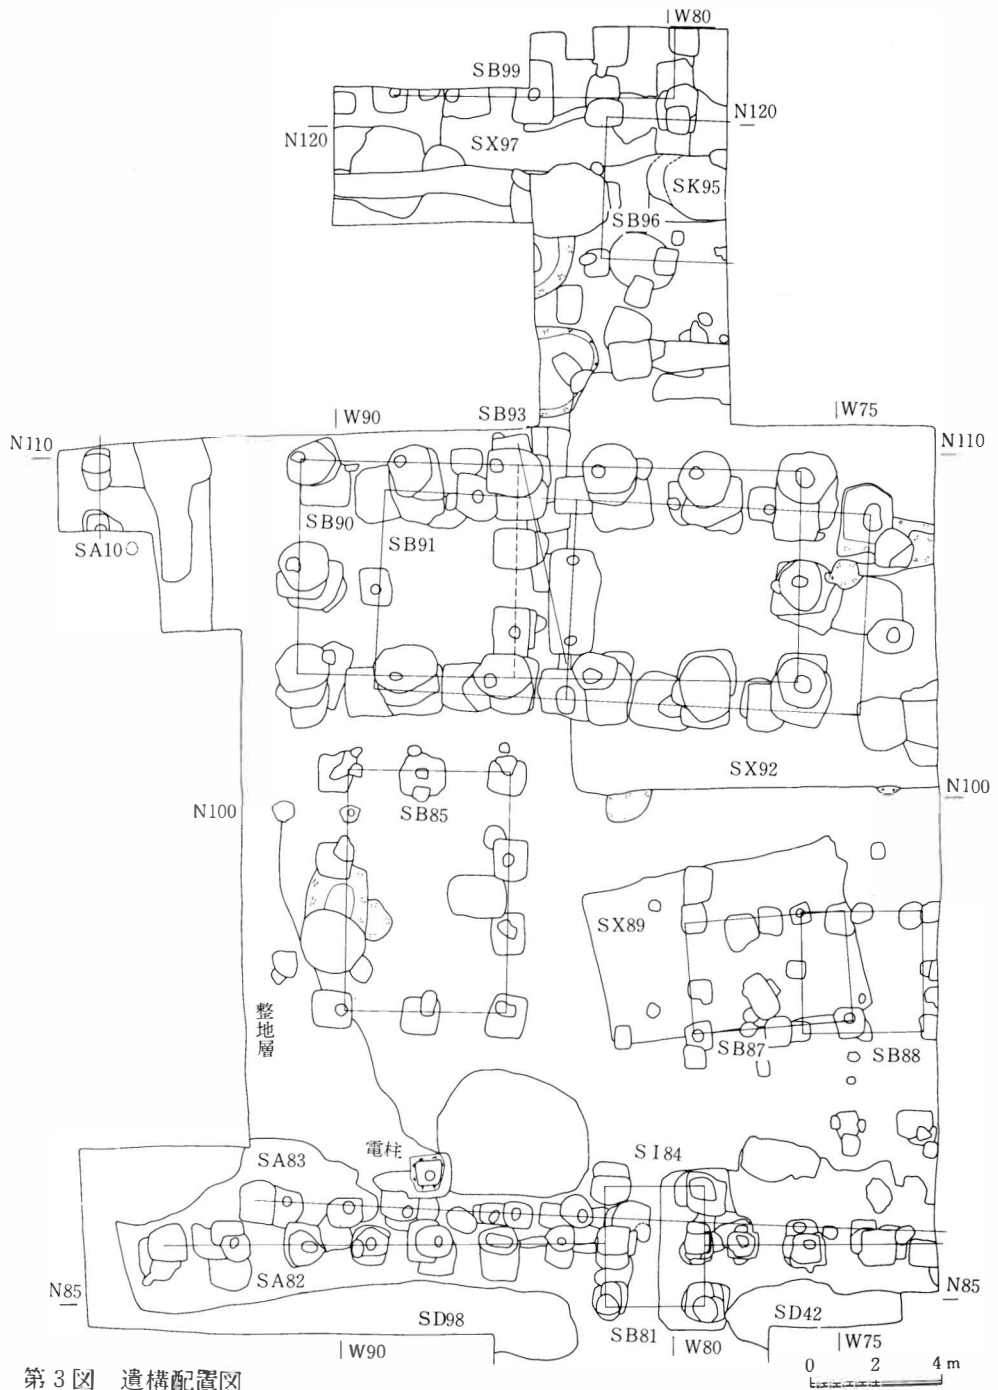 W80
SB99
N120
N120
SX97
SK95
SB96
W90
SB93
W75
N110
N110
SB90
SB91
SA100
SX92
N100
N100
SB85
SX89
整地層
SB87
SB88
電柱
SI84
SA83
SA82
N85
N85
SD98
SD42
SB81
W90
W80
W75
0 2 4m
第3図 遺構配置図